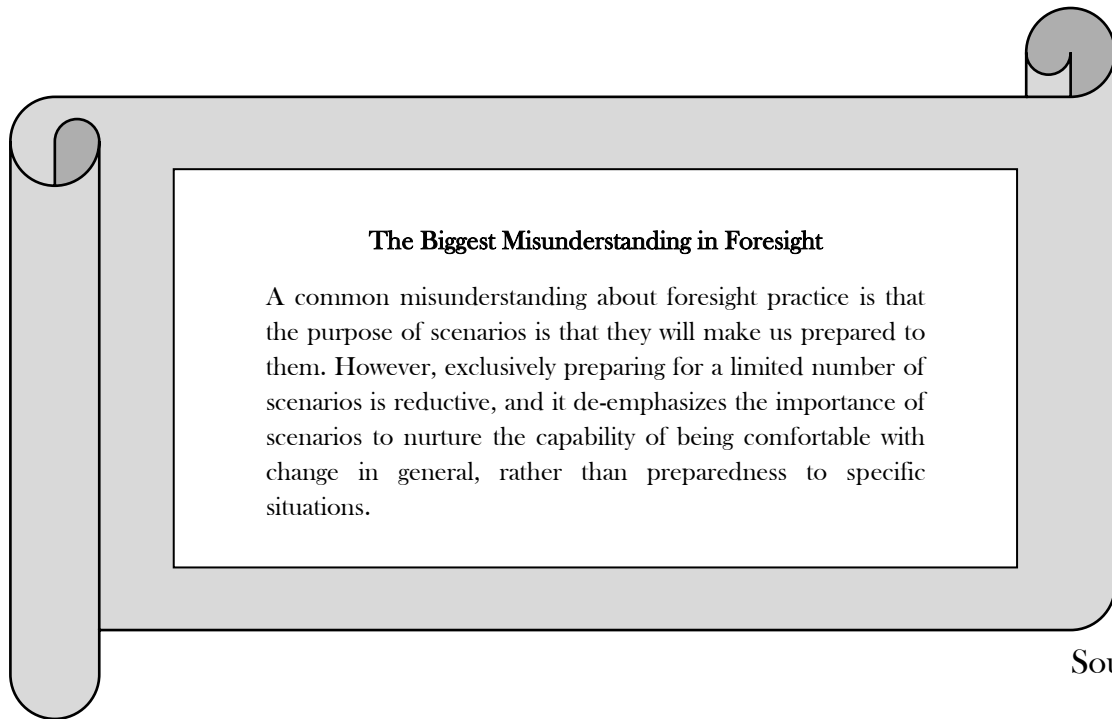 The Biggest Misunderstanding in Foresight
A common misunderstanding about foresight practice is that
the purpose of scenarios is that they will make us prepared to
them. However, exclusively preparing for a limited number of
scenarios is reductive, and it de-emphasizes the importance of
scenarios to nurture the capability of being comfortable with
change in general, rather than preparedness to specific
situations.
Sou